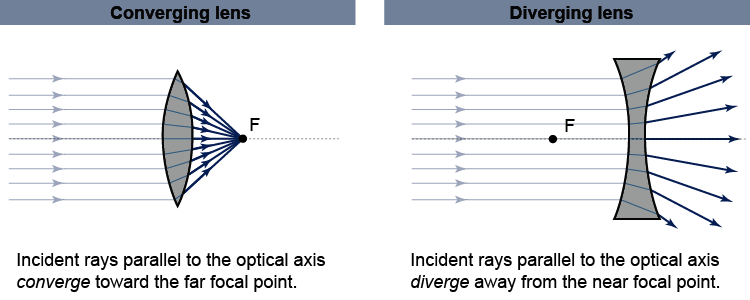 Converging lens
F
Incident rays parallel to the optical axis
converge toward the far focal point.
Diverging lens
F
Incident rays parallel to the optical axis
diverge away from the near focal point.